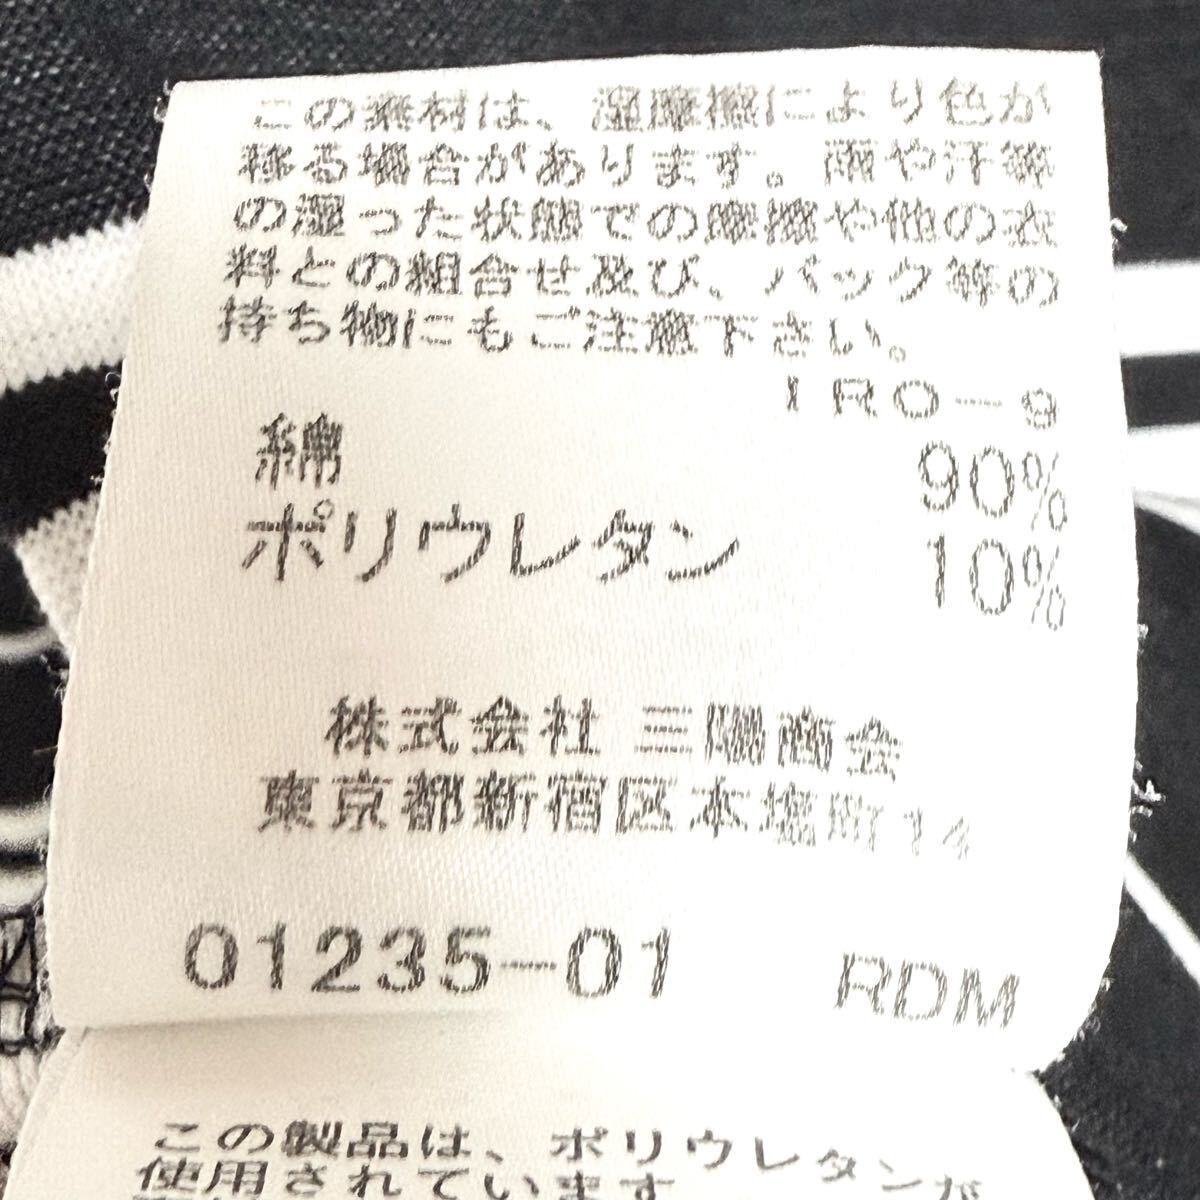 この素材は、湿摩擦により色が
移る場合があります。雨や汗等
の湿った状態での摩擦や他の衣
料との組合せ及び、バック等の
持ち物にもご注意下さい。
IRO-9
綿 90%
ポリウレタン 10%
株式会社 三陽商会
東京都新宿区本塩町14
01235-01 RDM
この製品は、ポリウレタンが
使用されています